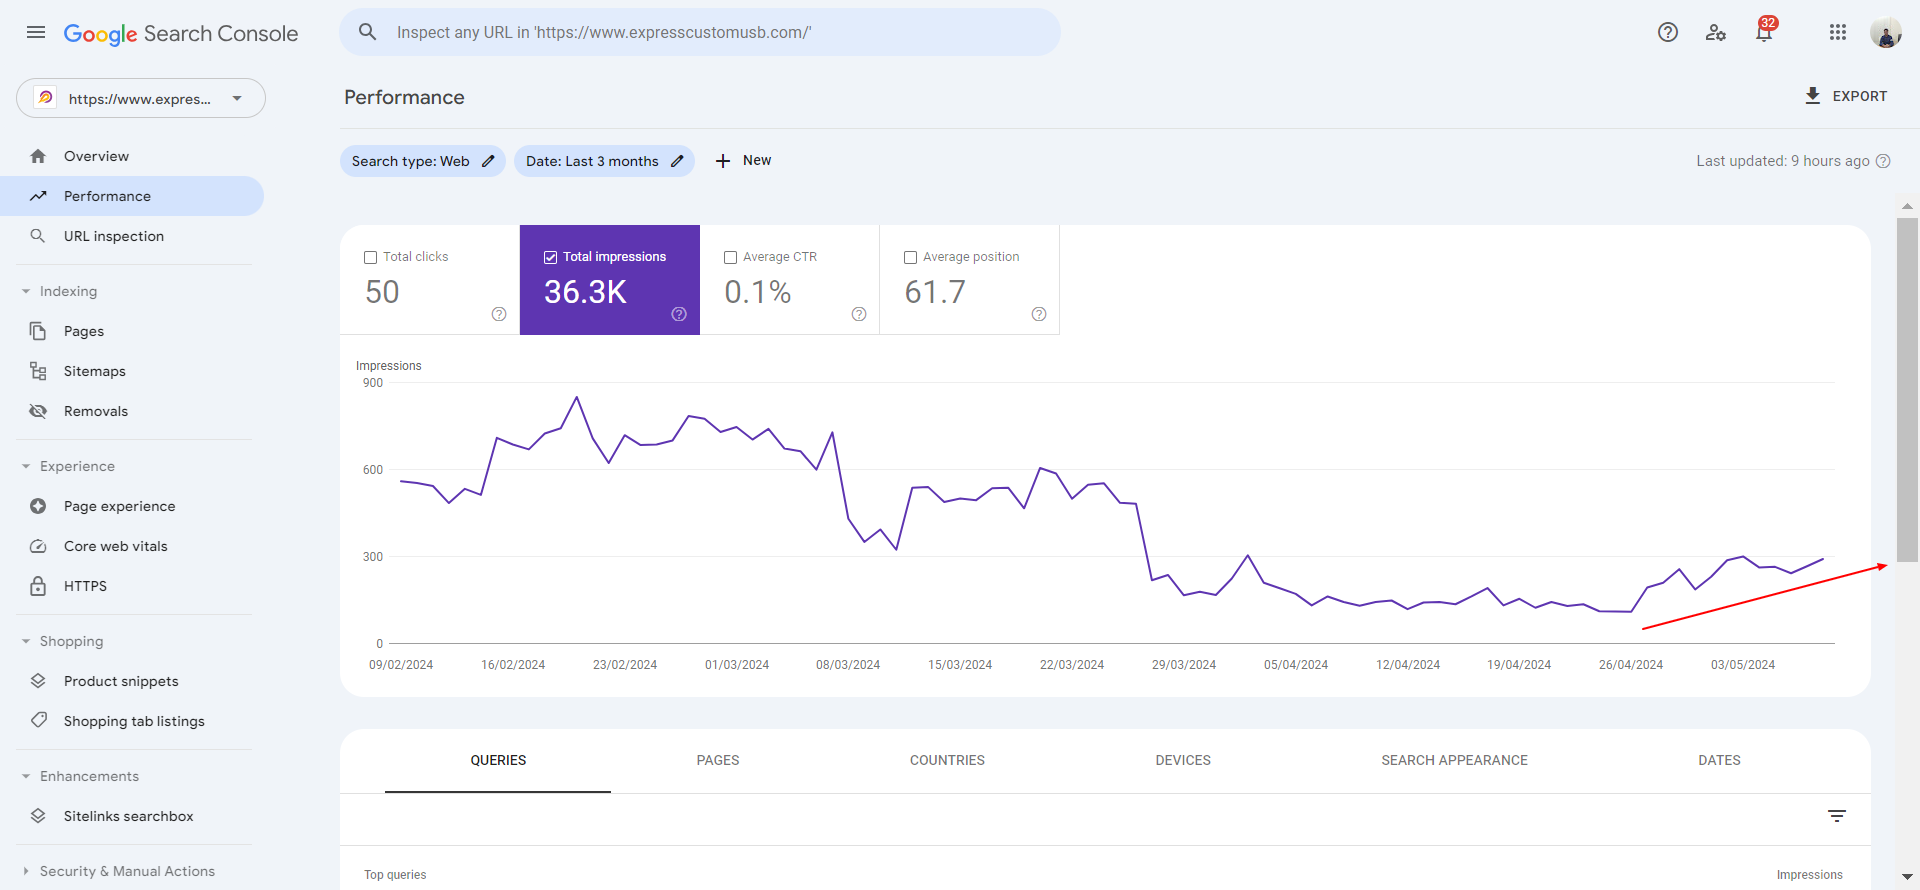 Google Search Console
Inspect any URL in 'https://www.expresscustomusb.com/'
32
https://www.expres...
Overview
Performance
URL inspection
Indexing
Pages
Sitemaps
Removals
Experience
Page experience
Core web vitals
HTTPS
Shopping
Product snippets
Shopping tab listings
Enhancements
Sitelinks searchbox
Security & Manual Actions
Performance
EXPORT
Search type: Web
Date: Last 3 months
New
Last updated: 9 hours ago
Total clicks
50
Total impressions
36.3K
Average CTR
0.1%
Average position
61.7
Impressions
900
600
300
0
09/02/2024 16/02/2024 23/02/2024 01/03/2024 08/03/2024 15/03/2024 22/03/2024 29/03/2024 05/04/2024 12/04/2024 19/04/2024 26/04/2024 03/05/2024
QUERIES PAGES COUNTRIES DEVICES SEARCH APPEARANCE DATES
Top queries Impressions